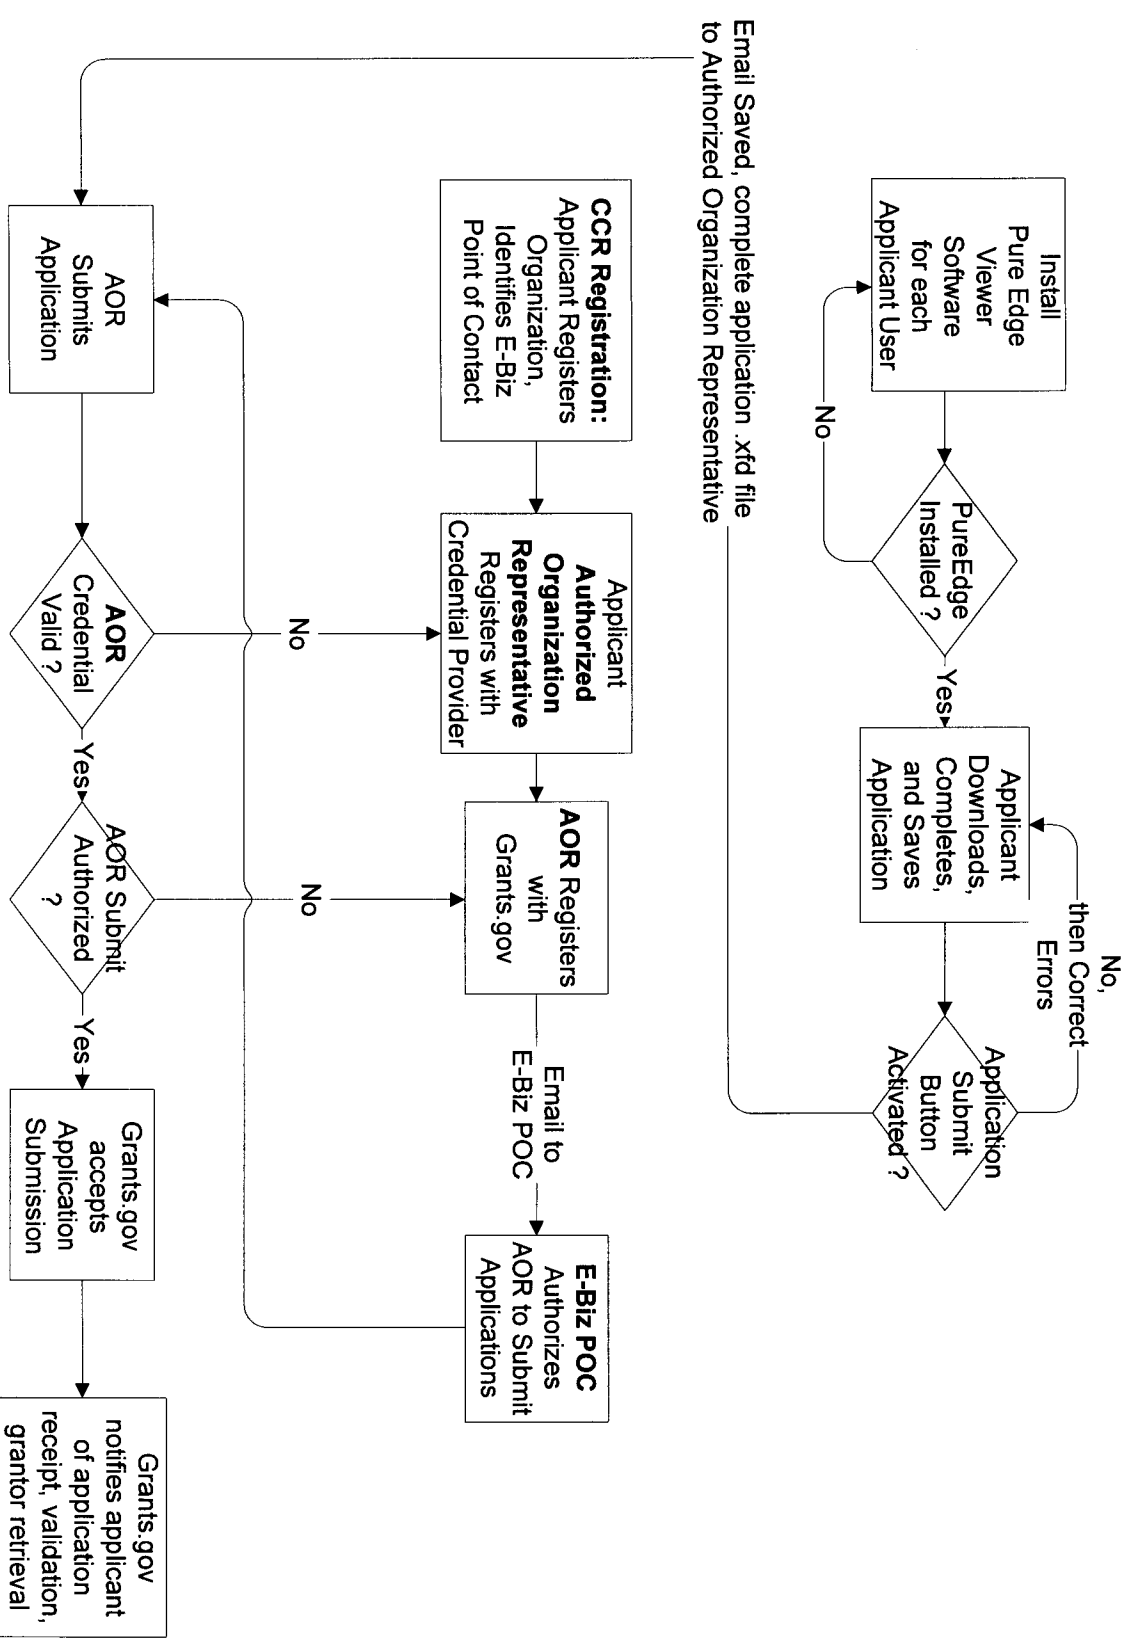 Install
Pure Edge
Viewer
Software
for each
Applicant User
PureEdge
Installed ?
No
Yes
Applicant
Downloads,
Completes,
and Saves
Application
No,
then Correct
Errors
Application
Submit
Button
Activated ?
Email Saved, complete application .xfd file
to Authorized Organization Representative
CCR Registration:
Applicant Registers
Organization,
Identifies E-Biz
Point of Contact
Applicant
Authorized
Organization
Representative
Registers with
Credential Provider
AOR Registers
with
Grants.gov
Email to
E-Biz POC
E-Biz POC
Authorizes
AOR to Submit
Applications
No
No
AOR
Submits
Application
AOR
Credential
Valid ?
Yes
AOR Submit
Authorized
?
Yes
Grants.gov
accepts
Application
Submission
Grants.gov
notifies applicant
of application
receipt, validation,
grantor retrieval